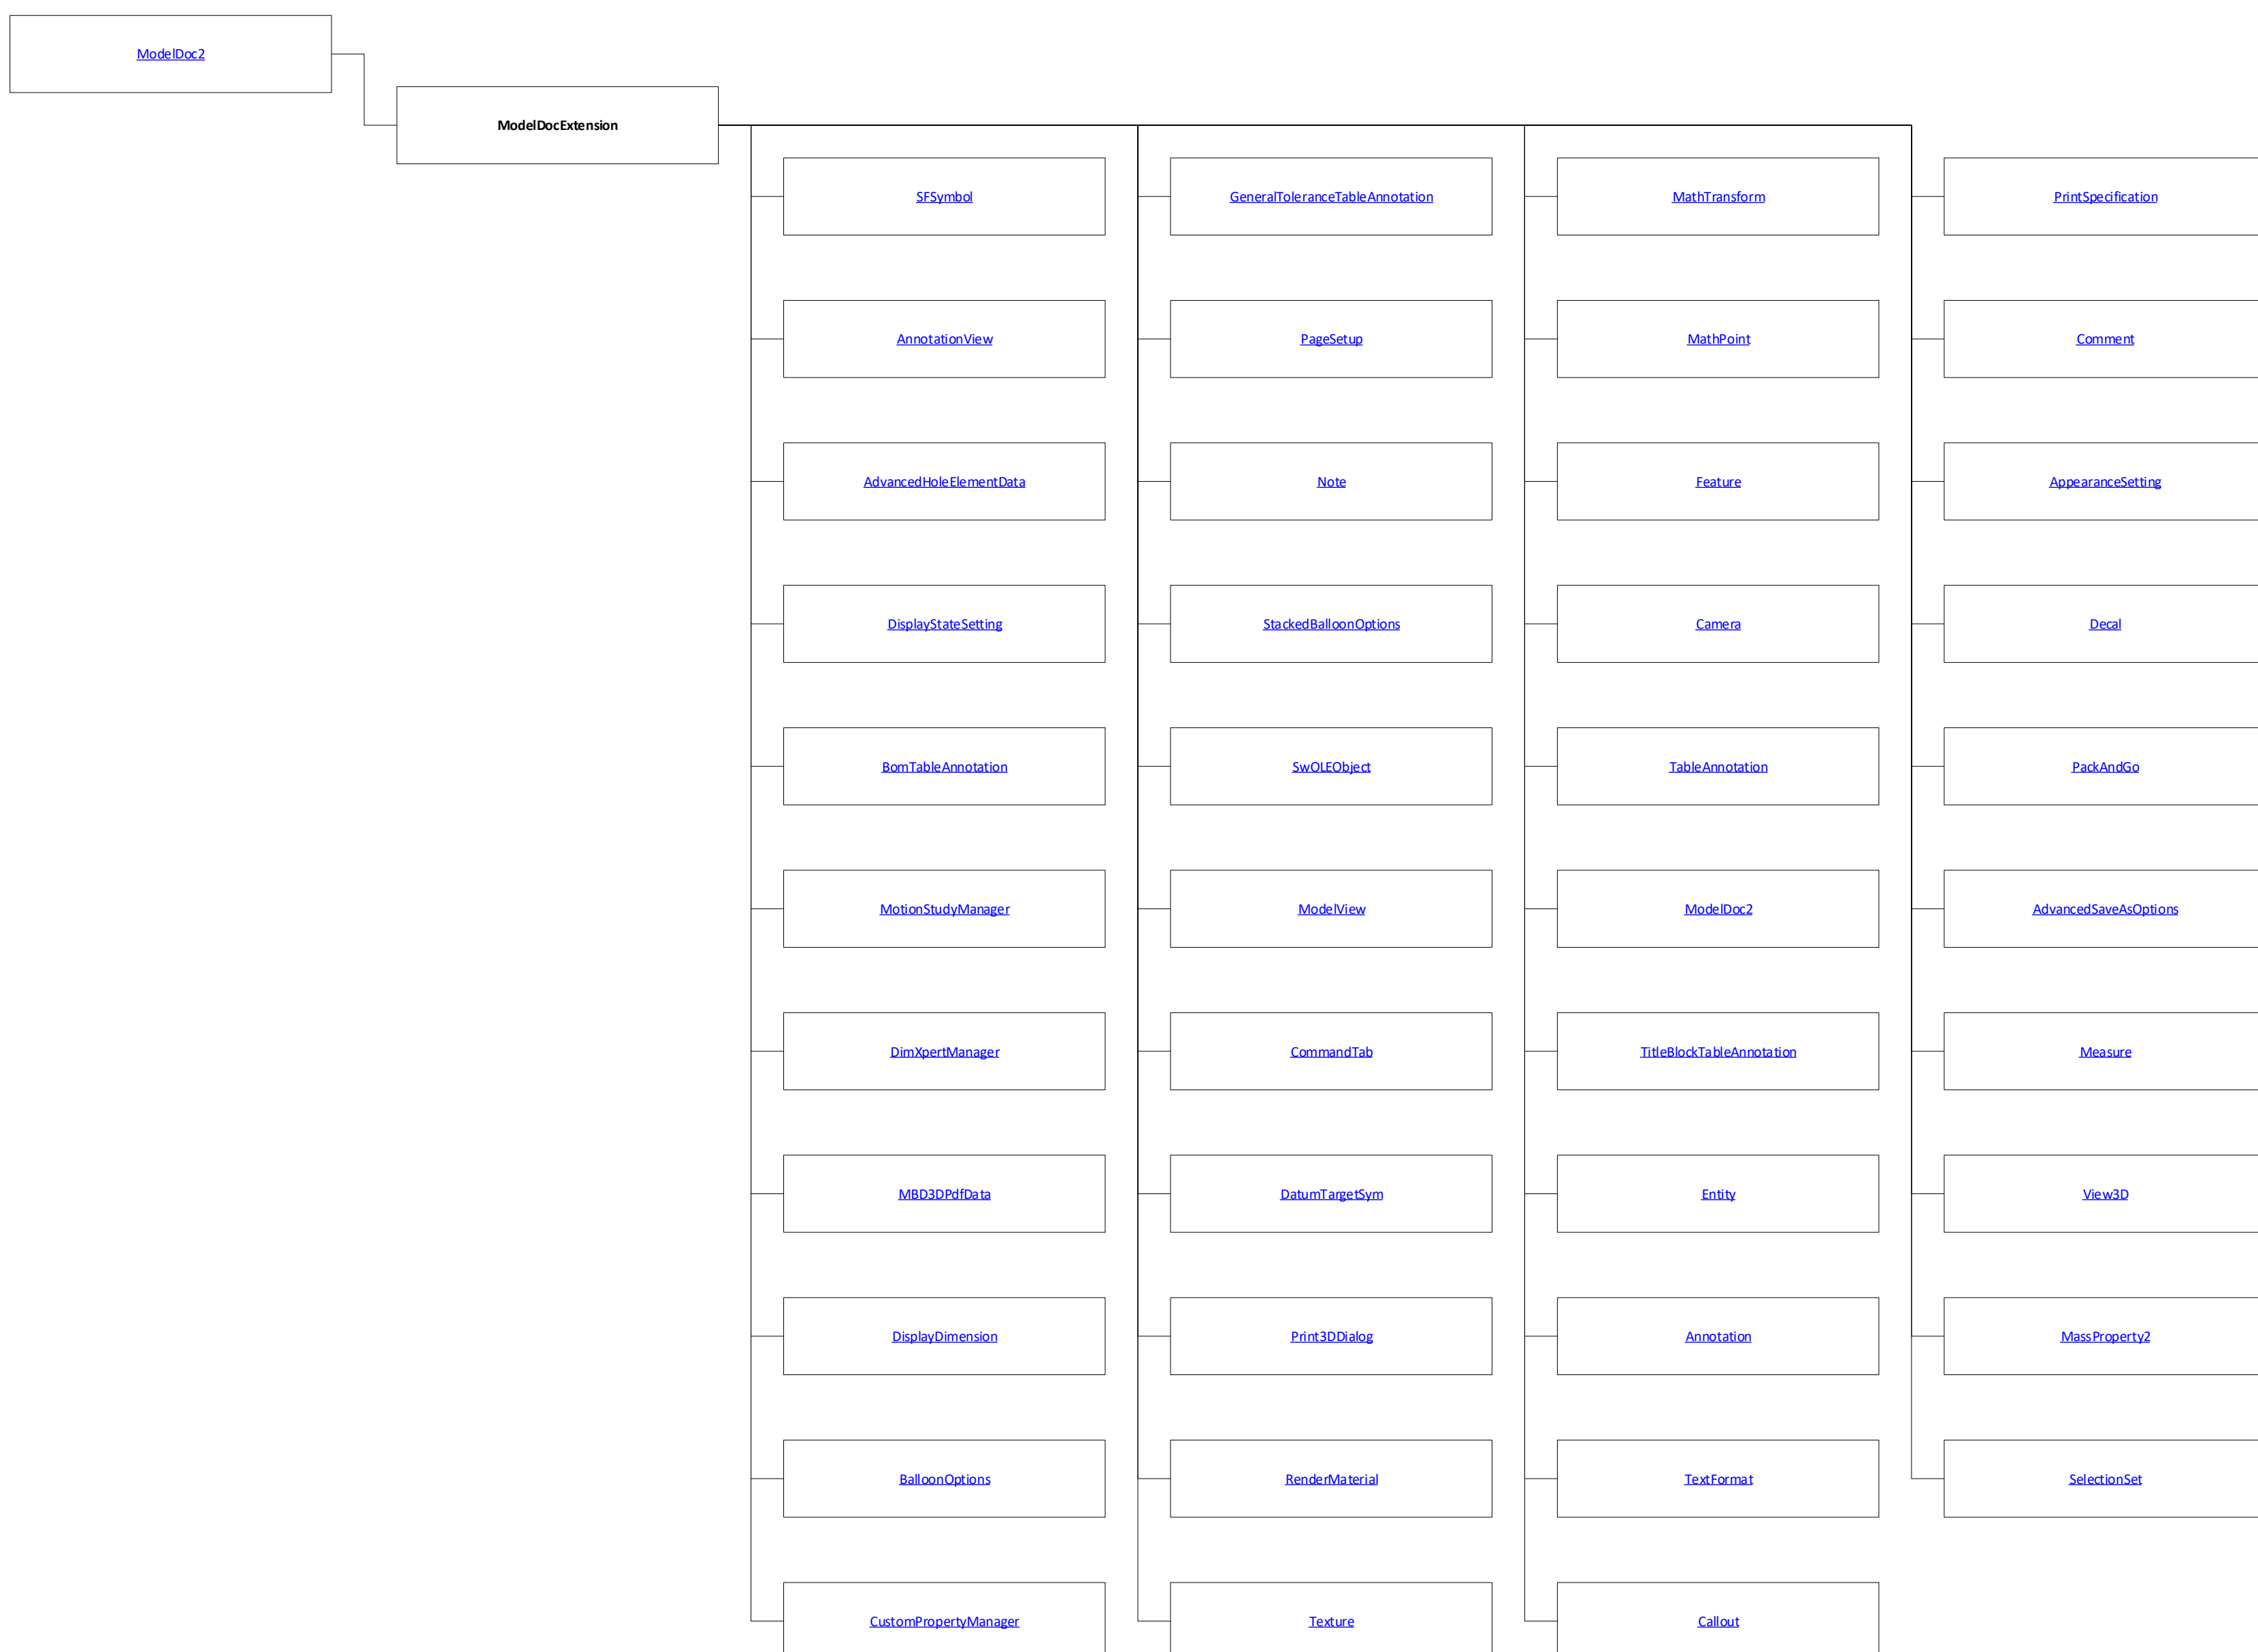 ModelDoc2
ModelDocExtension
SFSymbol
GeneralToleranceTableAnnotation
MathTransform
PrintSpecification
AnnotationView
PageSetup
MathPoint
Comment
AdvancedHoleElementData
Note
Feature
AppearanceSetting
DisplayStateSetting
StackedBalloonOptions
Camera
Decal
BomTableAnnotation
SwOLEObject
TableAnnotation
PackAndGo
MotionStudyManager
ModelView
ModelDoc2
AdvancedSaveAsOptions
DimXpertManager
CommandTab
TitleBlockTableAnnotation
Measure
MBD3DPdfData
DatumTargetSym
Entity
View3D
DisplayDimension
Print3DDialog
Annotation
MassProperty2
BalloonOptions
RenderMaterial
TextFormat
SelectionSet
CustomPropertyManager
Texture
Callout